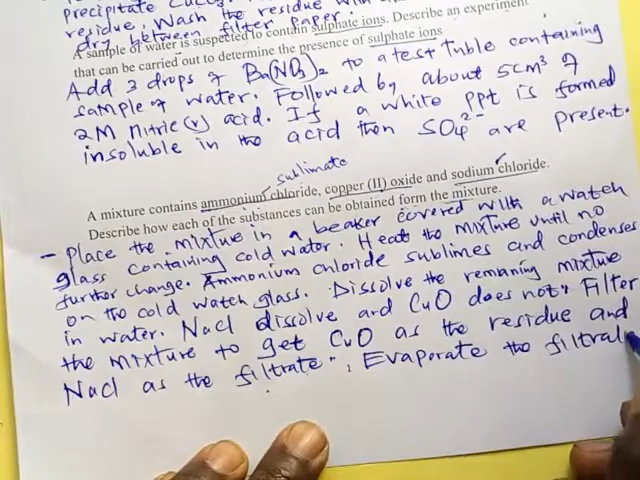 precipitate CuCO3.
residue. Wash the residue with
dry between filter paper.
A sample of water is suspected to contain sulphate ions. Describe an experiment
that can be carried out to determine the presence of sulphate ions
Add 3 drops of Ba(NO3)2 to a test tuble containing
sample of water. Followed by about 5cm3 of
2M Nitric (v) acid. If a white ppt is formed
insoluble in the acid then SO4 2- are present.
sublimate
A mixture contains ammonium chloride, copper (II) oxide and sodium chloride.
Describe how each of the substances can be obtained form the mixture.
- Place the mixture in a beaker covered with a watch
glass containing cold water. Heat the mixture until no
further change. Ammonium chloride sublimes and condenses
on the cold watch glass. Dissolve the remaning mixture
in water. Nacl dissolve and CuO does not. Filter
the mixture to get CuO as the residue and
Nacl as the filtrate. Evaporate the filtrat